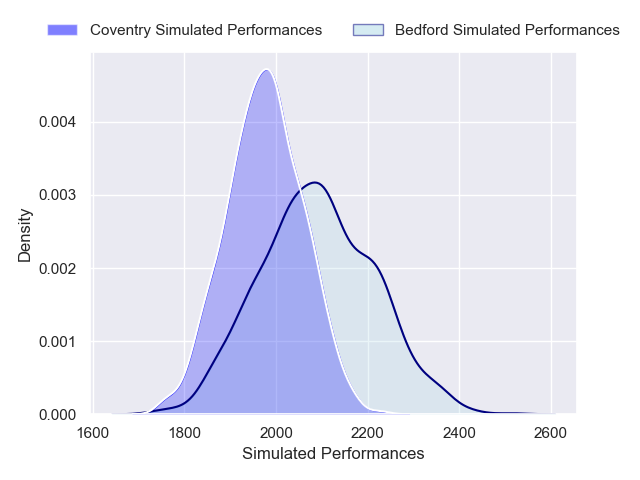 Coventry Simulated Performances
Bedford Simulated Performances
Density
0.004
0.003
0.002
0.001
0.000
1600 1800 2000 2200 2400 2600
Simulated Performances